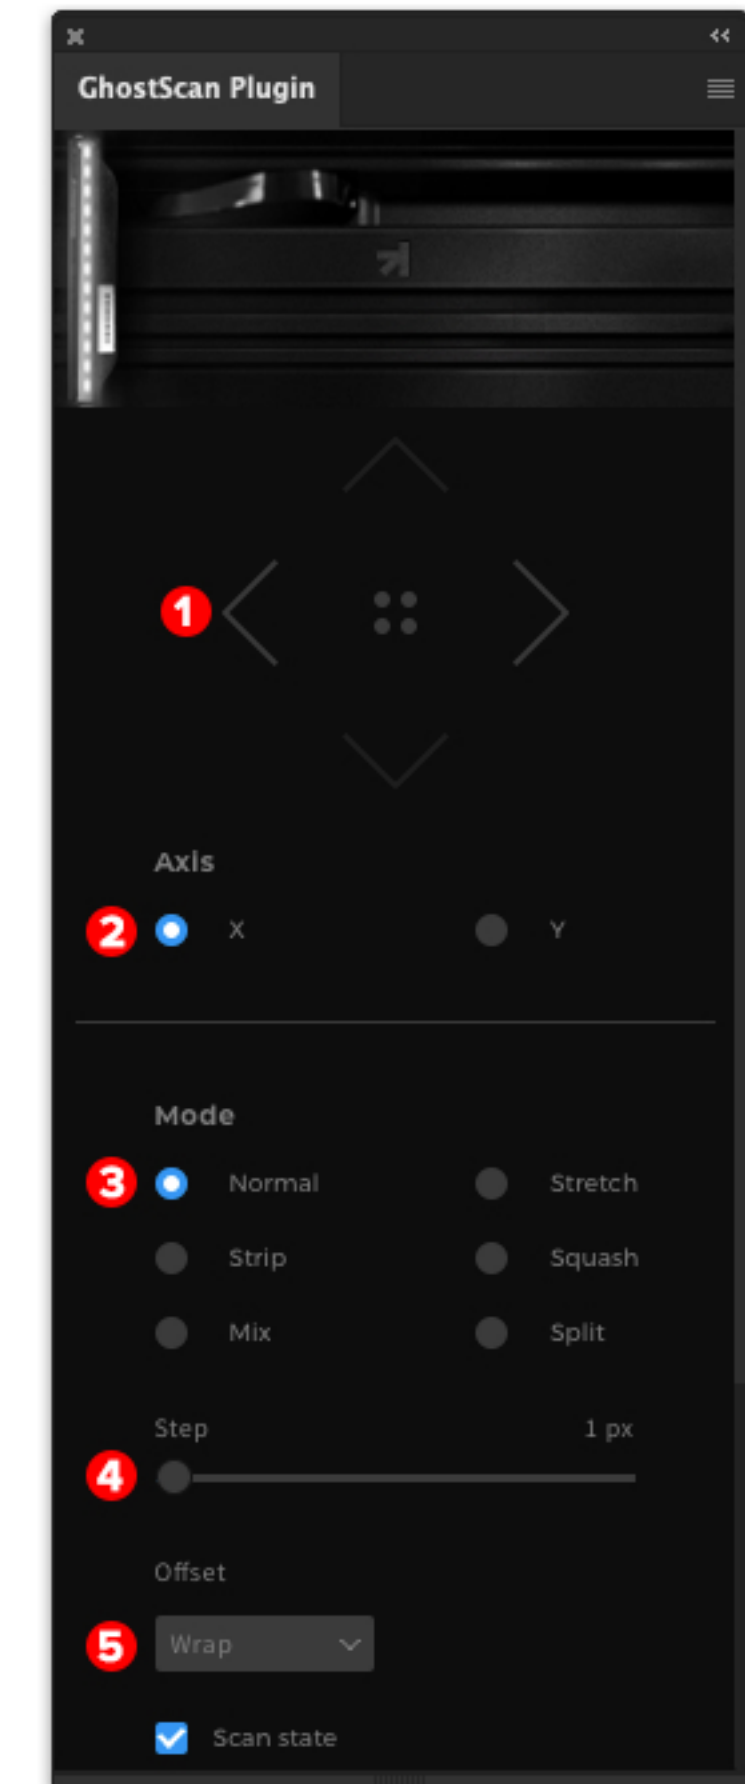 GhostScan Plugin
1
Axis
2 X Y
Mode
3 Normal Stretch
Strip Squash
Mix Split
Step 1 px
4
Offset
5 Wrap
Scan state